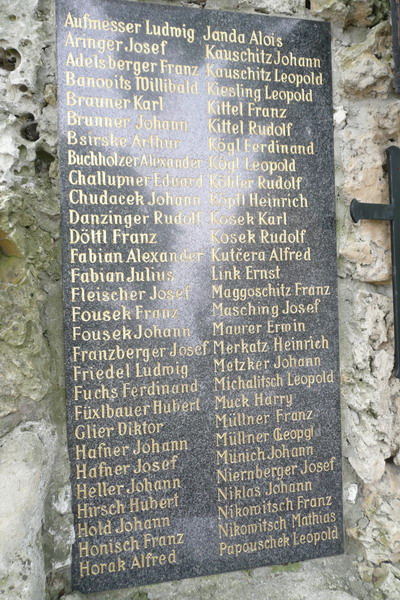 Aufmesser Ludwig
Aringer Josef
Adelsberger Franz
Banovits Willibald
Brauner Karl
Brunner Johann
Bsirske Arthur
Buchholzer Alexander
Challupner Eduard
Chudacek Johann
Danzinger Rudolf
Döttl Franz
Fabian Alexander
Fabian Julius
Fleischer Josef
Fousek Franz
Fousek Johann
Franzberger Josef
Friedel Ludwig
Fuchs Ferdinand
Füxlbauer Hubert
Glier Diktor
Hafner Johann
Hafner Josef
Heller Johann
Hirsch Hubert
Hold Johann
Honisch Franz
Horak Alfred
Janda Alois
Kauschitz Johann
Kauschitz Leopold
Kiesling Leopold
Kittel Franz
Kittel Rudolf
Kögl Ferdinand
Kögl Leopold
Köhler Rudolf
Köpfl Heinrich
Kosek Karl
Kosek Rudolf
Kutčera Alfred
Link Ernst
Maggoschitz Franz
Masching Josef
Maurer Erwin
Merkatz Heinrich
Metzker Johann
Michalitsch Leopold
Muck Harry
Müllner Franz
Müllner Georgl
Munich Johann
Niernberger Josef
Niklas Johann
Nikowitsch Franz
Nikowitsch Mathias
Papouschek Leopold